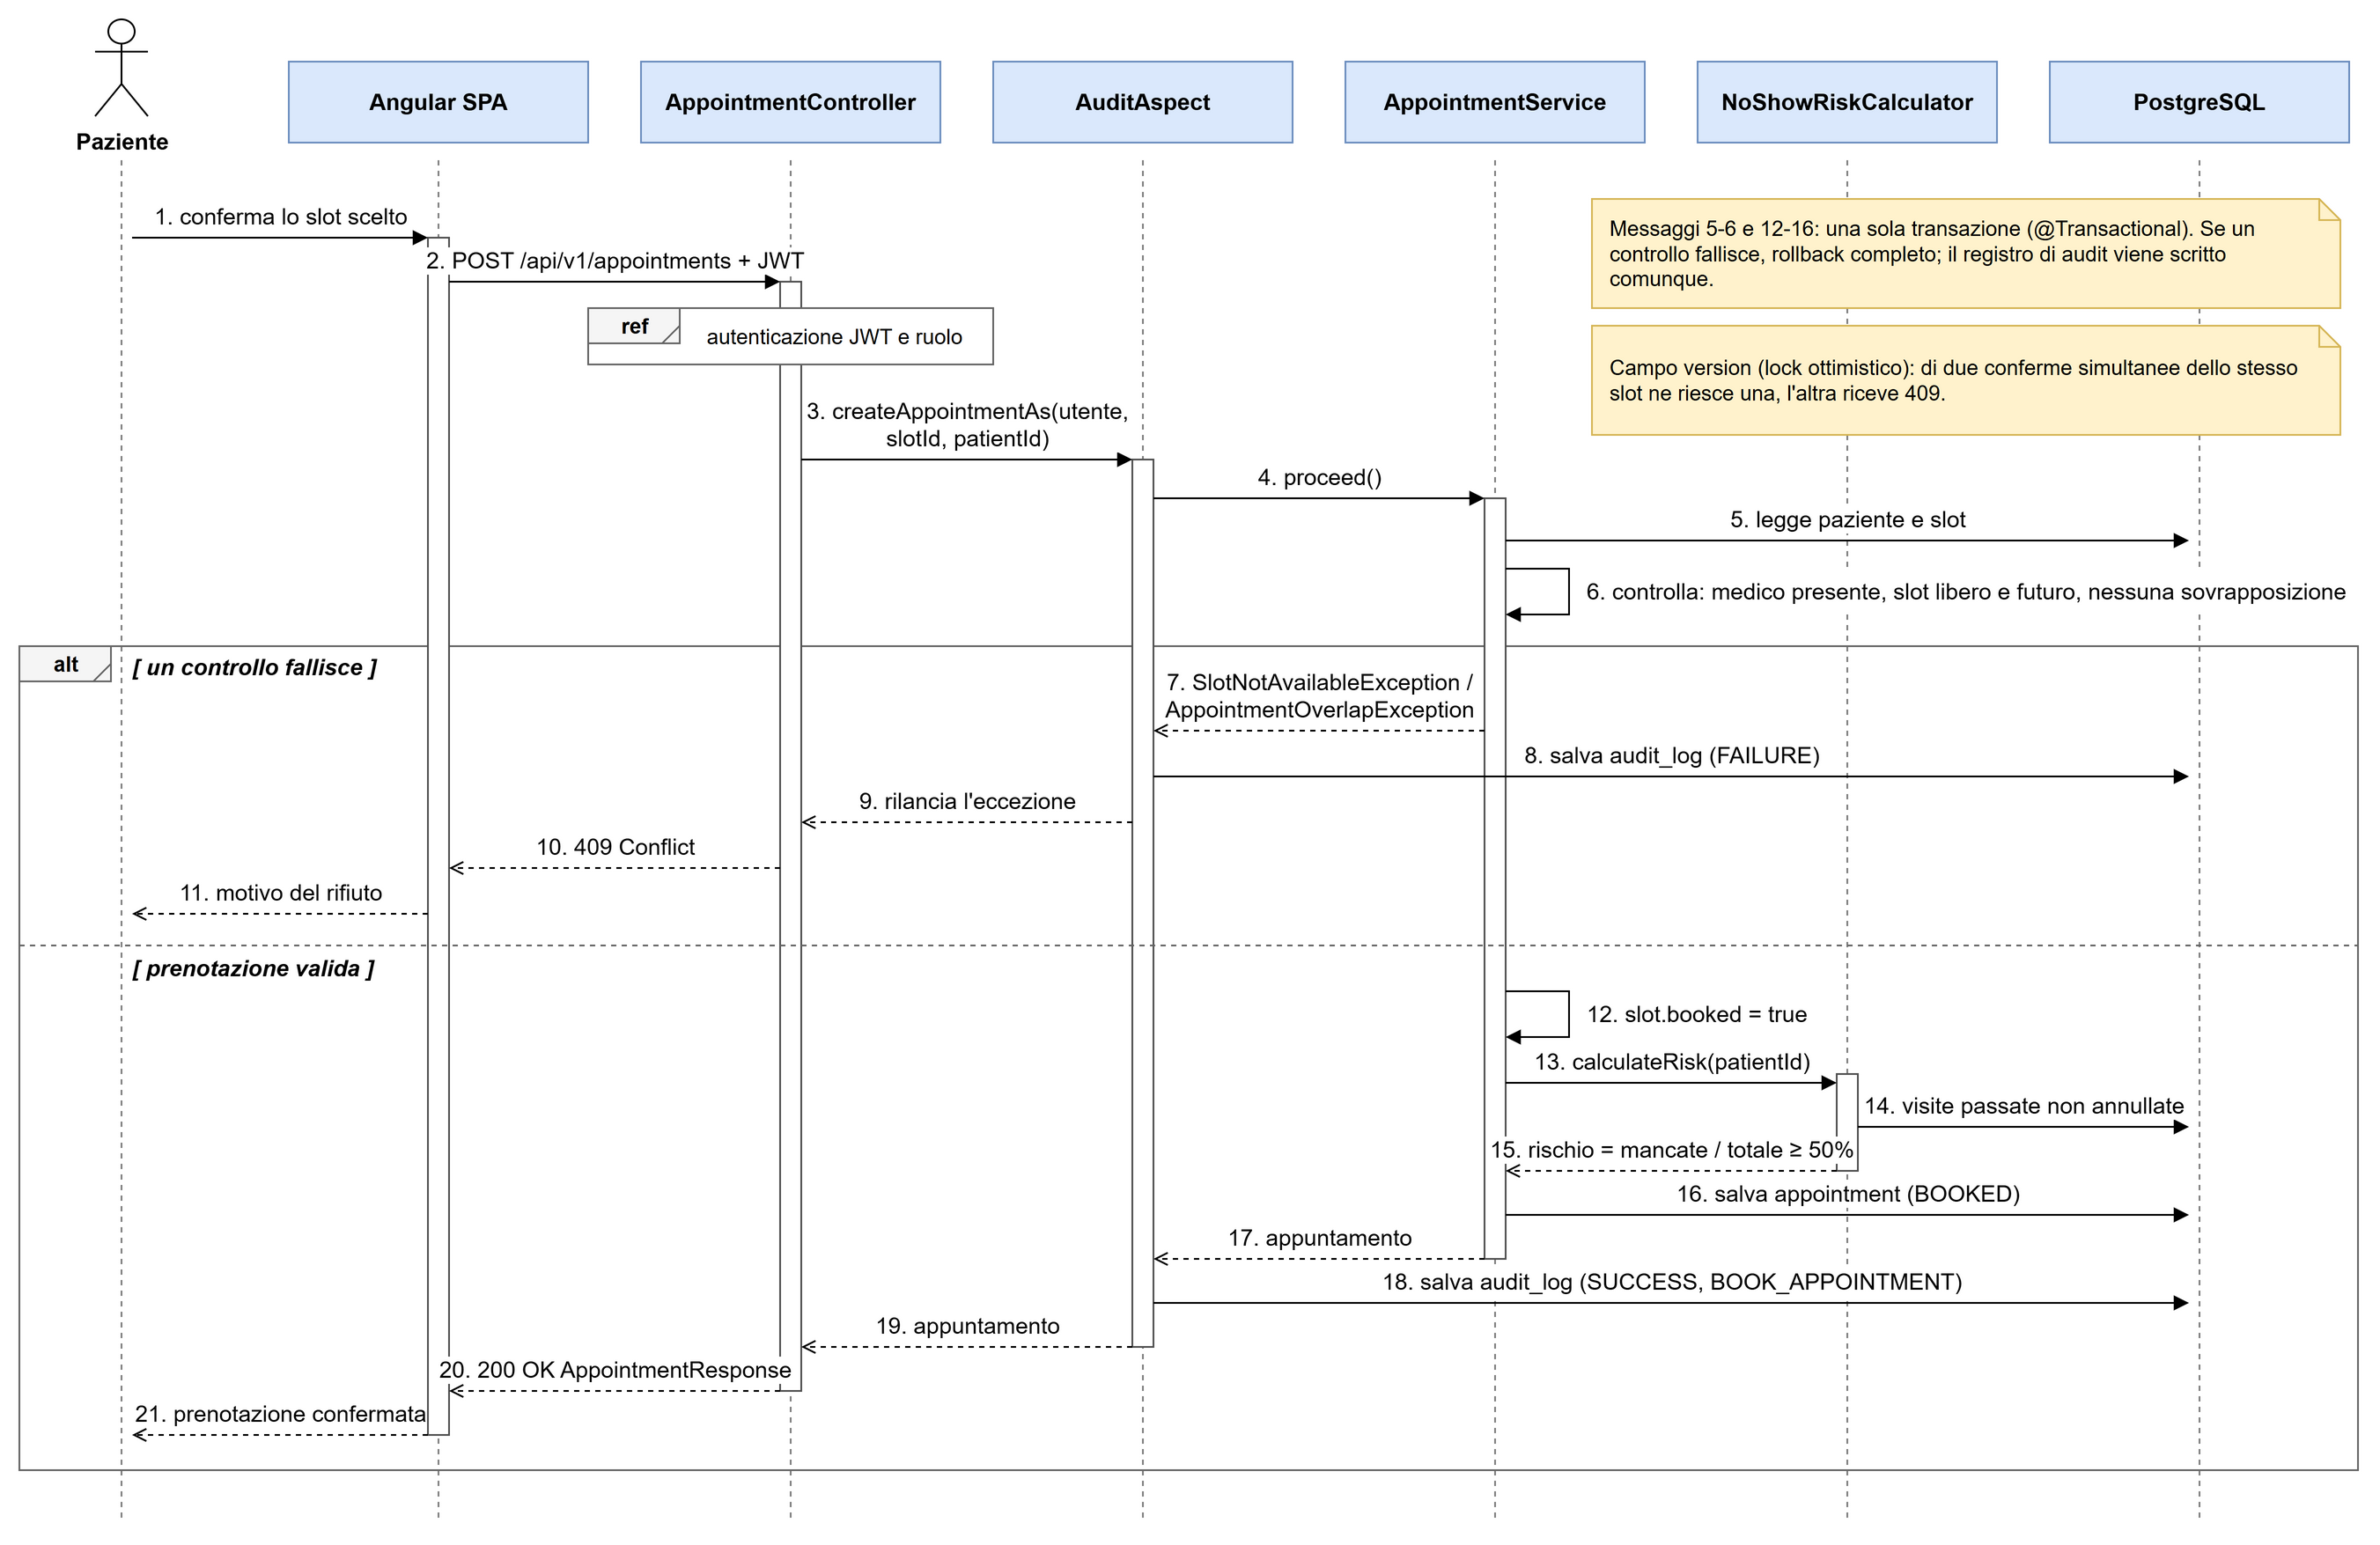 Paziente
Angular SPA
AppointmentController
AuditAspect
AppointmentService
NoShowRiskCalculator
PostgreSQL
1. conferma lo slot scelto
Messaggi 5-6 e 12-16: una sola transazione (@Transactional). Se un
controllo fallisce, rollback completo; il registro di audit viene scritto
comunque.
2. POST /api/v1/appointments + JWT
ref
autenticazione JWT e ruolo
Campo version (lock ottimistico): di due conferme simultanee dello stesso
slot ne riesce una, l'altra riceve 409.
3. createAppointmentAs(utente,
slotId, patientId)
4. proceed()
5. legge paziente e slot
6. controlla: medico presente, slot libero e futuro, nessuna sovrapposizione
alt
[ un controllo fallisce ]
7. SlotNotAvailableException /
AppointmentOverlapException
8. salva audit_log (FAILURE)
9. rilancia l'eccezione
10. 409 Conflict
11. motivo del rifiuto
[ prenotazione valida ]
12. slot.booked = true
13. calculateRisk(patientId)
14. visite passate non annullate
15. rischio = mancate / totale ≥ 50%
16. salva appointment (BOOKED)
17. appuntamento
18. salva audit_log (SUCCESS, BOOK_APPOINTMENT)
19. appuntamento
20. 200 OK AppointmentResponse
21. prenotazione confermata